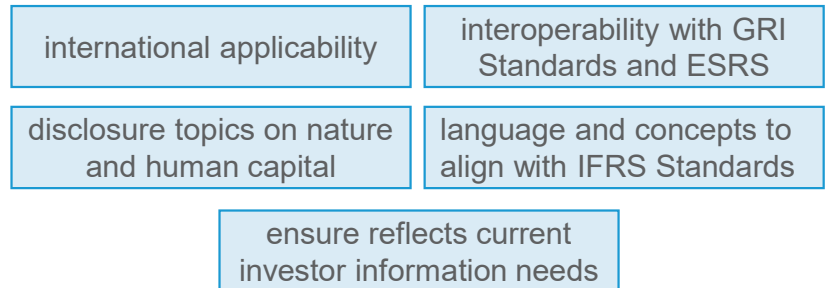 international applicability
interoperability with GRI
Standards and ESRS
disclosure topics on nature
and human capital
language and concepts to
align with IFRS Standards
ensure reflects current
investor information needs